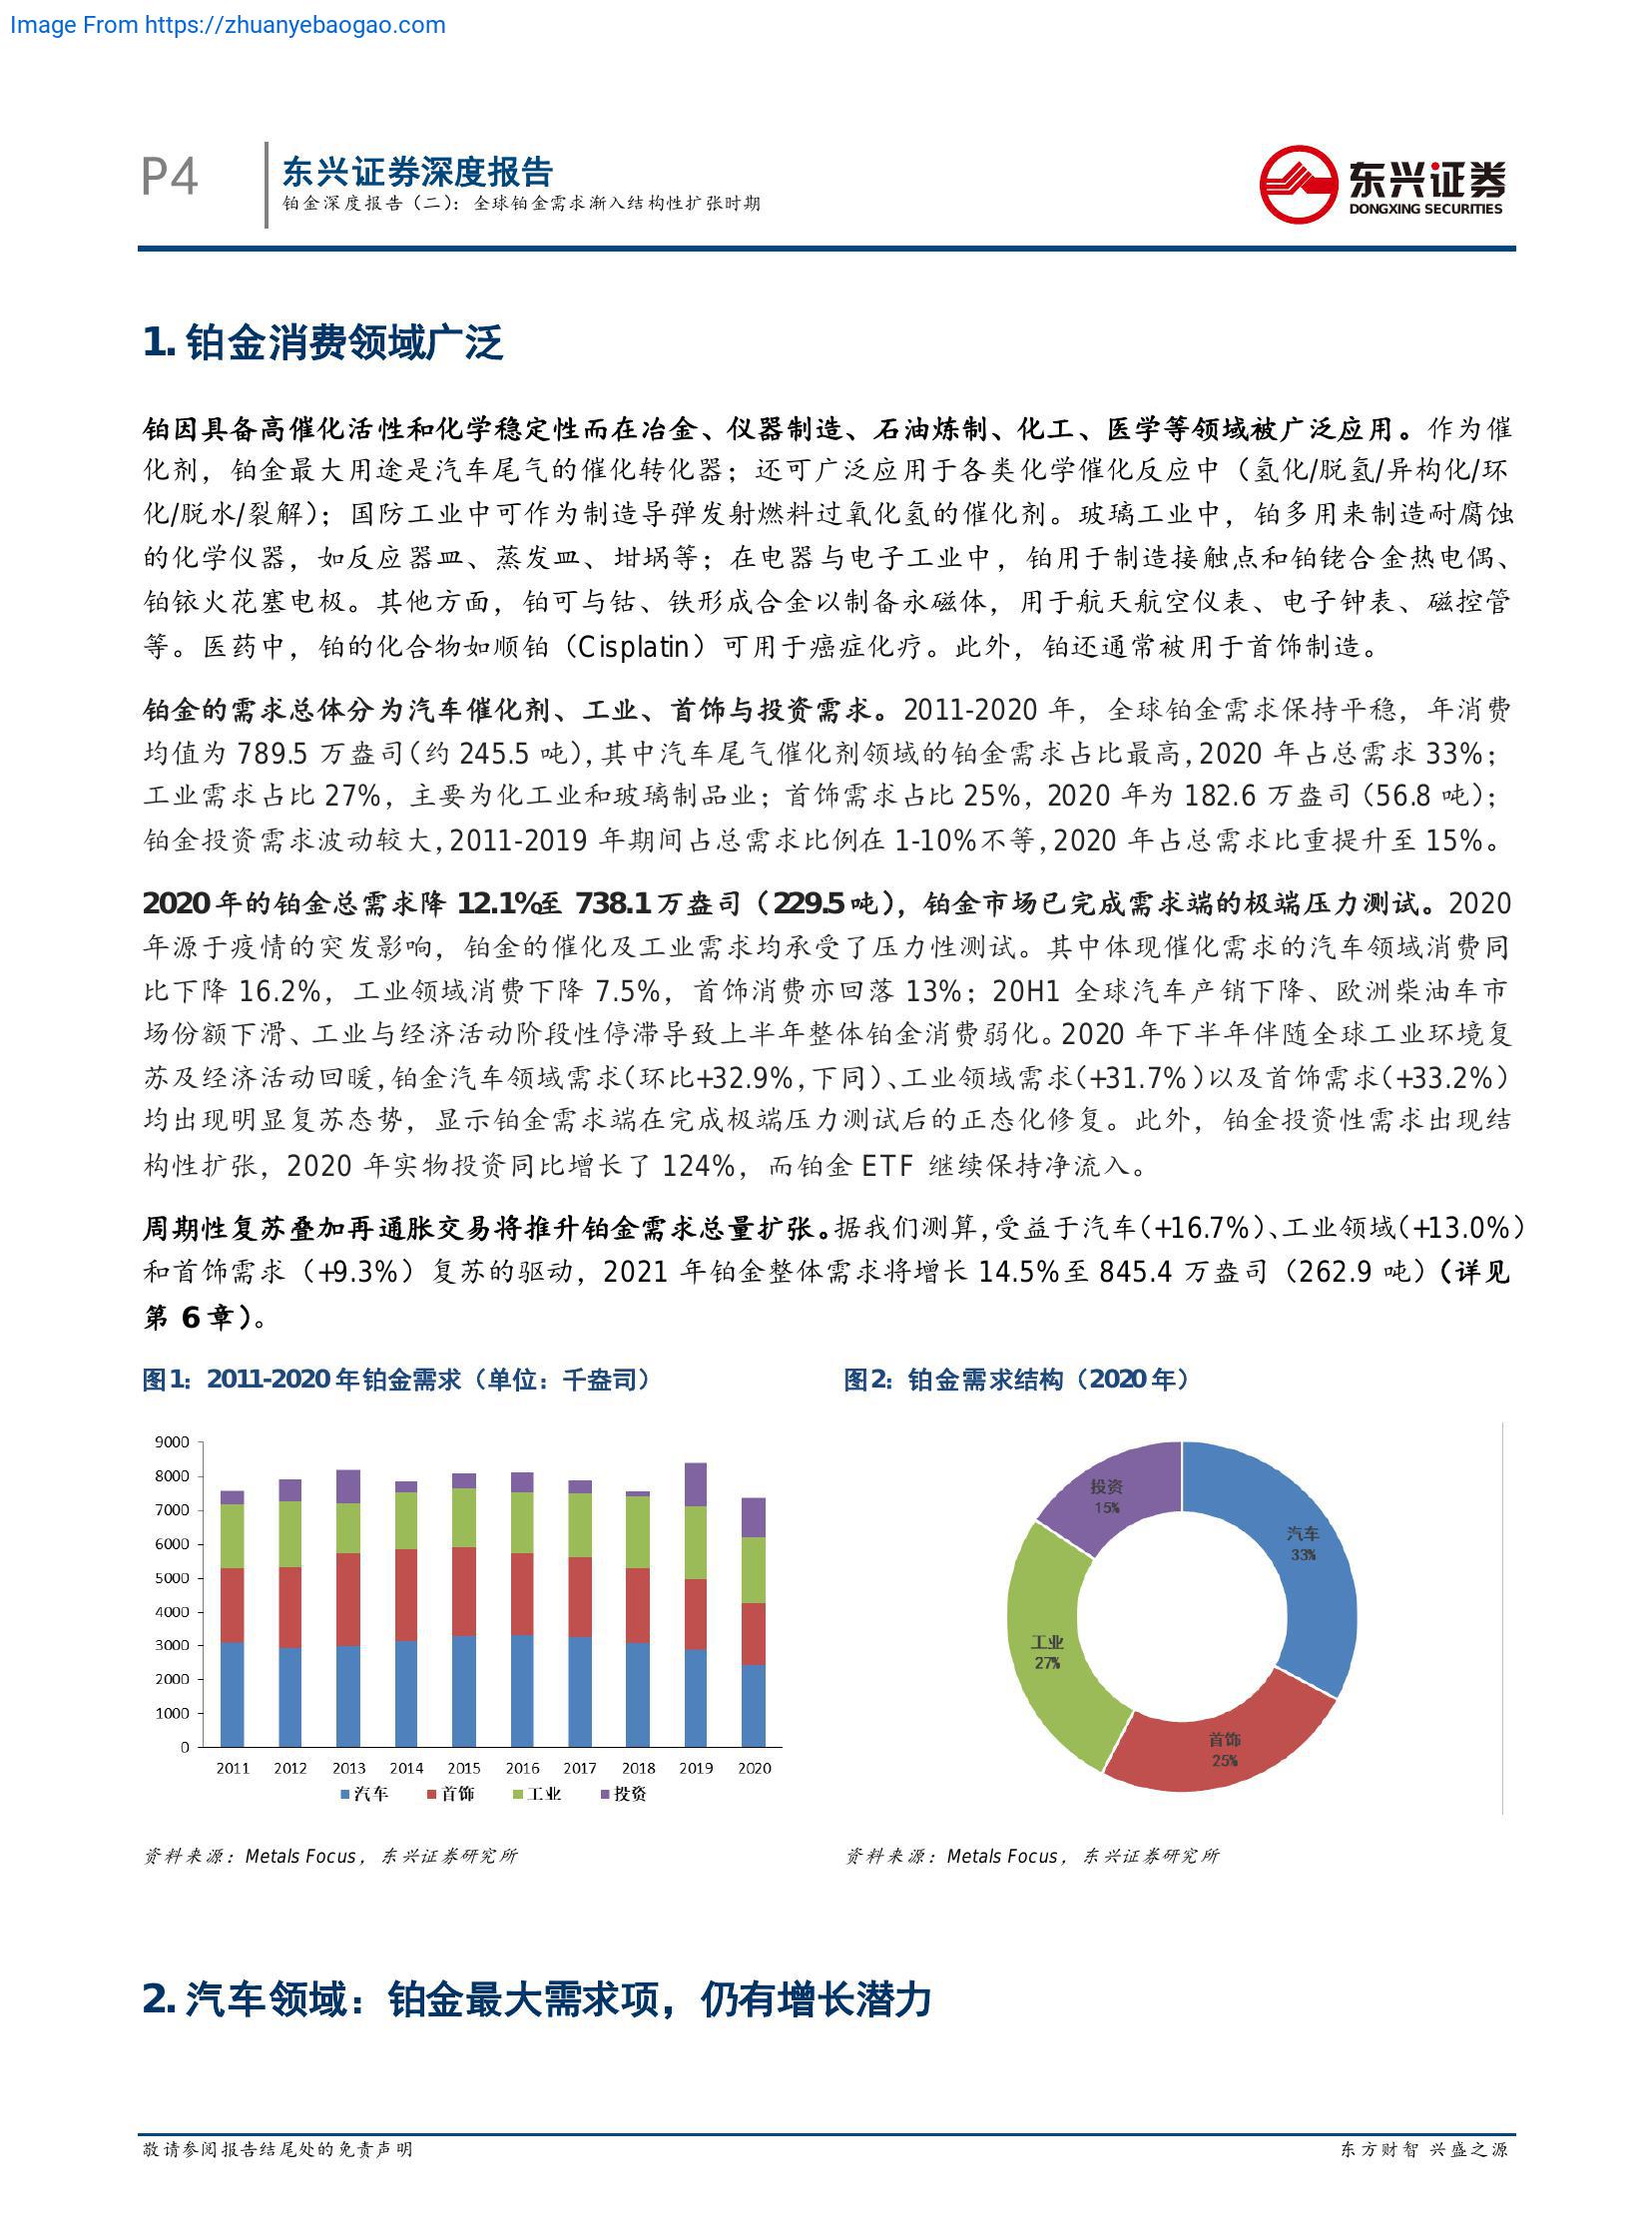 Image From https://zhuanyebaogao.com
P4
东兴证券深度报告
铂金深度报告（二）：全球铂金需求渐入结构性扩张时期
东兴证券
DONGXING SECURITIES
1. 铂金消费领域广泛
铂因具备高催化活性和化学稳定性而在冶金、仪器制造、石油炼制、化工、医学等领域被广泛应用。作为催
化剂，铂金最大用途是汽车尾气的催化转化器；还可广泛应用于各类化学催化反应中（氢化/脱氢/异构化/环
化/脱水/裂解）；国防工业中可作为制造导弹发射燃料过氧化氢的催化剂。玻璃工业中，铂多用来制造耐腐蚀
的化学仪器，如反应器皿、蒸发皿、坩埚等；在电器与电子工业中，铂用于制造接触点和铂铑合金热电偶、
铂铱火花塞电极。其他方面，铂可与钴、铁形成合金以制备永磁体，用于航天航空仪表、电子钟表、磁控管
等。医药中，铂的化合物如顺铂（Cisplatin）可用于癌症化疗。此外，铂还通常被用于首饰制造。
铂金的需求总体分为汽车催化剂、工业、首饰与投资需求。2011-2020 年，全球铂金需求保持平稳，年消费
均值为 789.5 万盎司（约 245.5 吨），其中汽车尾气催化剂领域的铂金需求占比最高，2020 年占总需求 33%；
工业需求占比 27%，主要为化工业和玻璃制品业；首饰需求占比 25%，2020 年为 182.6 万盎司（56.8 吨）；
铂金投资需求波动较大，2011-2019 年期间占总需求比例在 1-10%不等，2020 年占总需求比重提升至 15%。
2020 年的铂金总需求降 12.1%至 738.1 万盎司（229.5 吨），铂金市场已完成需求端的极端压力测试。2020
年源于疫情的突发影响，铂金的催化及工业需求均承受了压力性测试。其中体现催化需求的汽车领域消费同
比下降 16.2%，工业领域消费下降 7.5%，首饰消费亦回落 13%；20H1 全球汽车产销下降、欧洲柴油车市
场份额下滑、工业与经济活动阶段性停滞导致上半年整体铂金消费弱化。2020 年下半年伴随全球工业环境复
苏及经济活动回暖，铂金汽车领域需求（环比+32.9%，下同）、工业领域需求（+31.7%）以及首饰需求（+33.2%）
均出现明显复苏态势，显示铂金需求端在完成极端压力测试后的正态化修复。此外，铂金投资性需求出现结
构性扩张，2020 年实物投资同比增长了 124%，而铂金 ETF 继续保持净流入。
周期性复苏叠加再通胀交易将推升铂金需求总量扩张。据我们测算，受益于汽车（+16.7%）、工业领域（+13.0%）
和首饰需求（+9.3%）复苏的驱动，2021 年铂金整体需求将增长 14.5%至 845.4 万盎司（262.9 吨）（详见
第 6 章）。
图1：2011-2020 年铂金需求（单位：千盎司）
9000
8000
7000
6000
5000
4000
3000
2000
1000
0
2011 2012 2013 2014 2015 2016 2017 2018 2019 2020
汽车 首饰 工业 投资
资料来源：Metals Focus，东兴证券研究所
图2：铂金需求结构（2020 年）
投资
15%
汽车
33%
工业
27%
首饰
25%
资料来源：Metals Focus，东兴证券研究所
2. 汽车领域：铂金最大需求项，仍有增长潜力
敬请参阅报告结尾处的免责声明
东方财智 兴盛之源